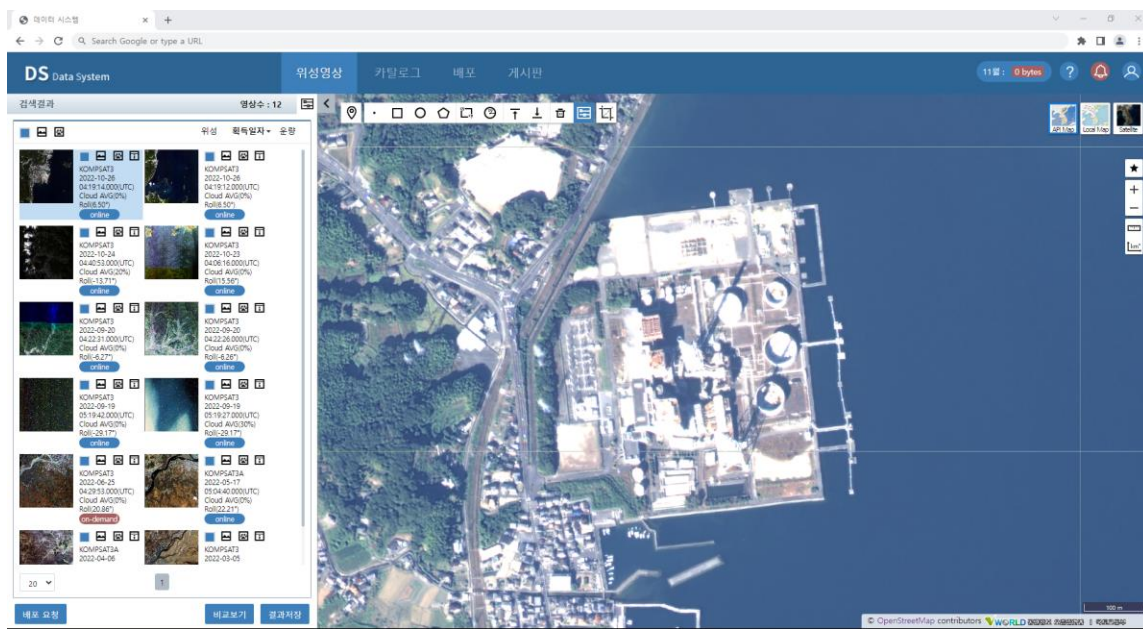 데이터 시스템
Search Google or type a URL
DS Data System
위성영상 카탈로그 배포 게시판
11월 : 0 bytes
검색결과 영상수 : 12
위성 획득일자 운량
API Map Local Map Satellite
KOMPSAT3
2022-10-26
04:19:14.000(UTC)
Cloud AVG(0%)
Roll(6.50°)
online
KOMPSAT3
2022-10-26
04:19:12.000(UTC)
Cloud AVG(0%)
Roll(6.50°)
online
KOMPSAT3
2022-10-24
04:40:53.000(UTC)
Cloud AVG(20%)
Roll(-13.71°)
online
KOMPSAT3
2022-10-23
04:06:16.000(UTC)
Cloud AVG(0%)
Roll(15.56°)
online
KOMPSAT3
2022-09-20
04:22:31.000(UTC)
Cloud AVG(0%)
Roll(-6.27°)
online
KOMPSAT3
2022-09-20
04:22:26.000(UTC)
Cloud AVG(0%)
Roll(-6.26°)
online
KOMPSAT3
2022-09-19
05:19:42.000(UTC)
Cloud AVG(0%)
Roll(-29.17°)
online
KOMPSAT3
2022-09-19
05:19:27.000(UTC)
Cloud AVG(30%)
Roll(-29.17°)
online
KOMPSAT3
2022-06-25
04:29:53.000(UTC)
Cloud AVG(0%)
Roll(20.86°)
on-demand
KOMPSAT3A
2022-05-17
05:04:40.000(UTC)
Cloud AVG(0%)
Roll(22.21°)
online
KOMPSAT3A
2022-04-06
KOMPSAT3
2022-03-05
20 1
배포 요청 비교보기 결과저장
km²
100 m
© OpenStreetMap contributors WORLD